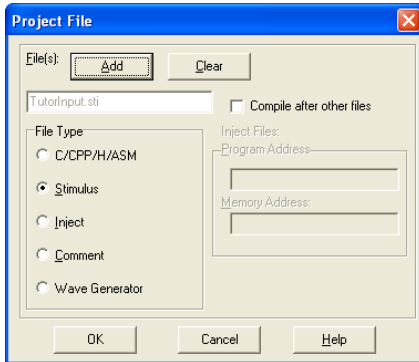 Project File
File(s):
Add
Clear
TutorInput.sti
Compile after other files
File Type
C/CPP/H/ASM
Stimulus
Inject
Comment
Wave Generator
Inject Files:
Program Address
Memory Address:
OK
Cancel
Help